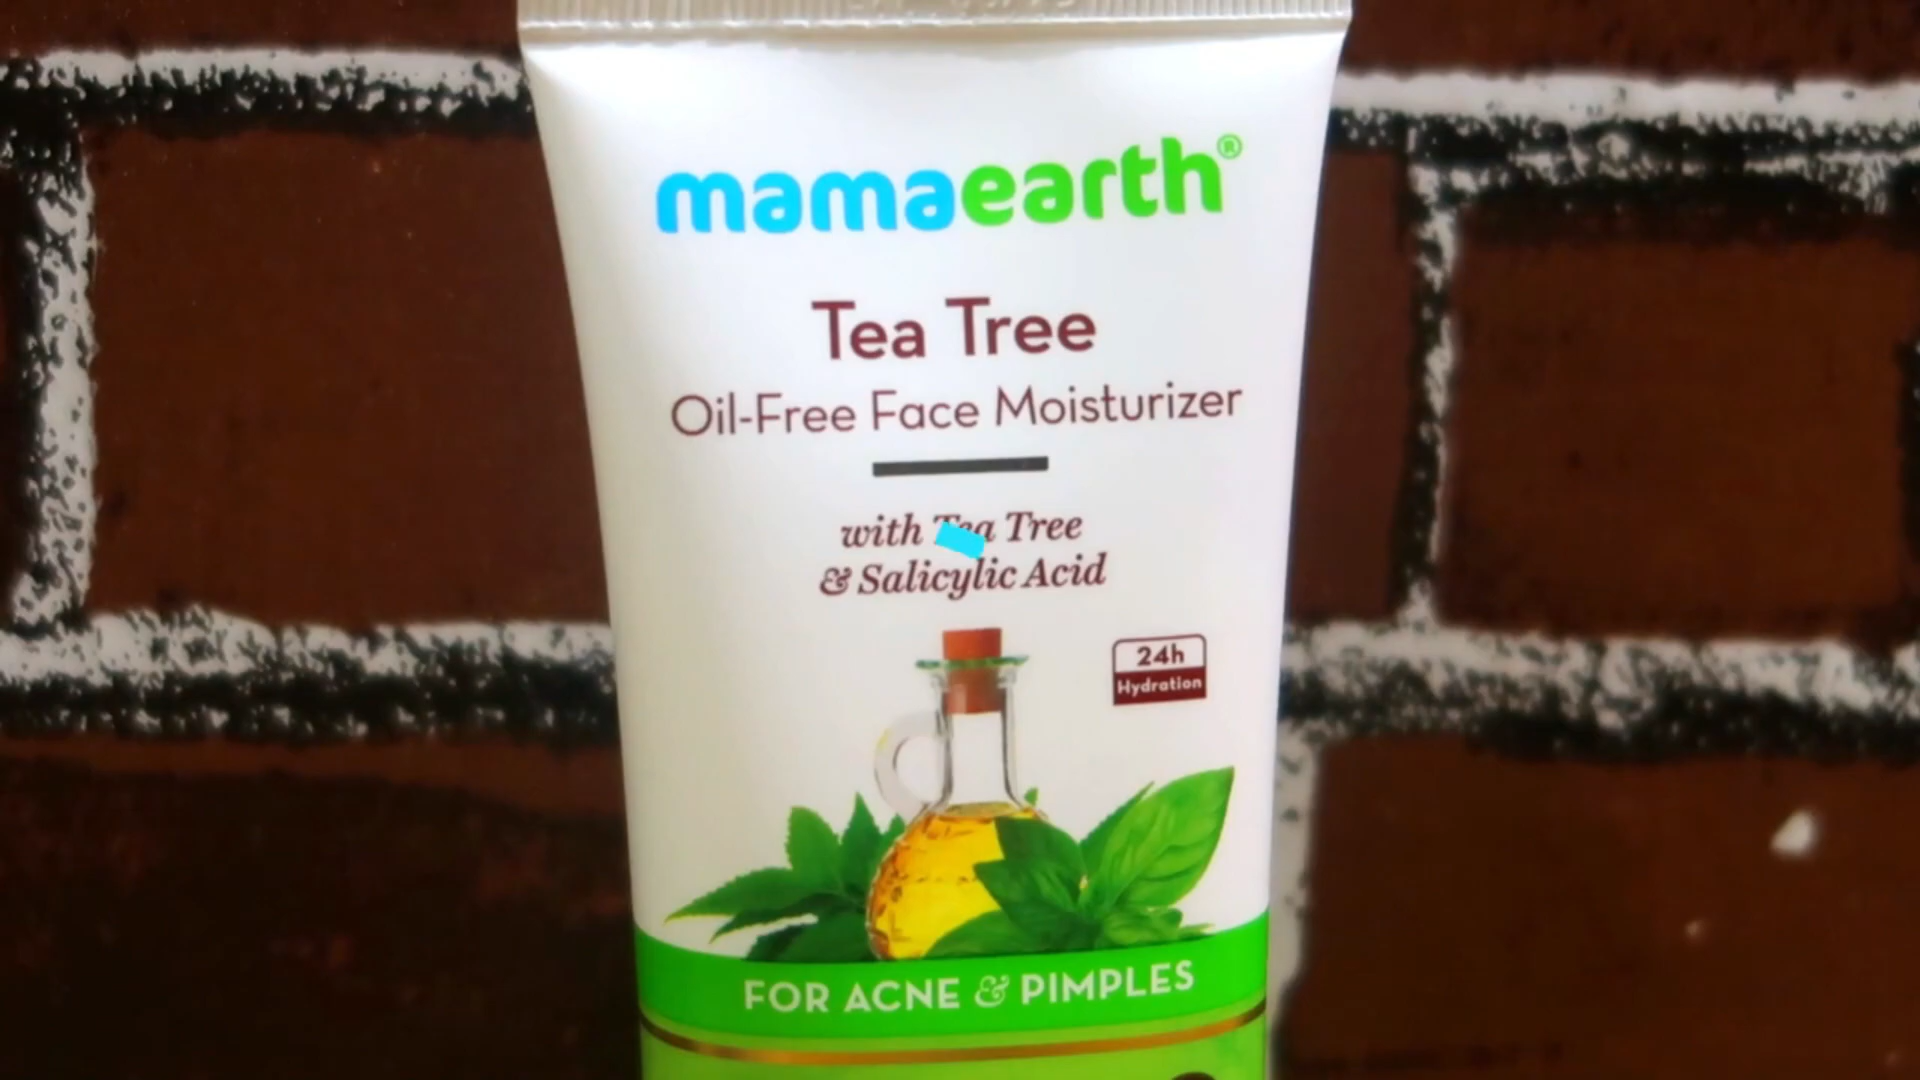 mamaearth®
Tea Tree
Oil-Free Face Moisturizer
with Tea Tree
& Salicylic Acid
24h
Hydration
FOR ACNE & PIMPLES